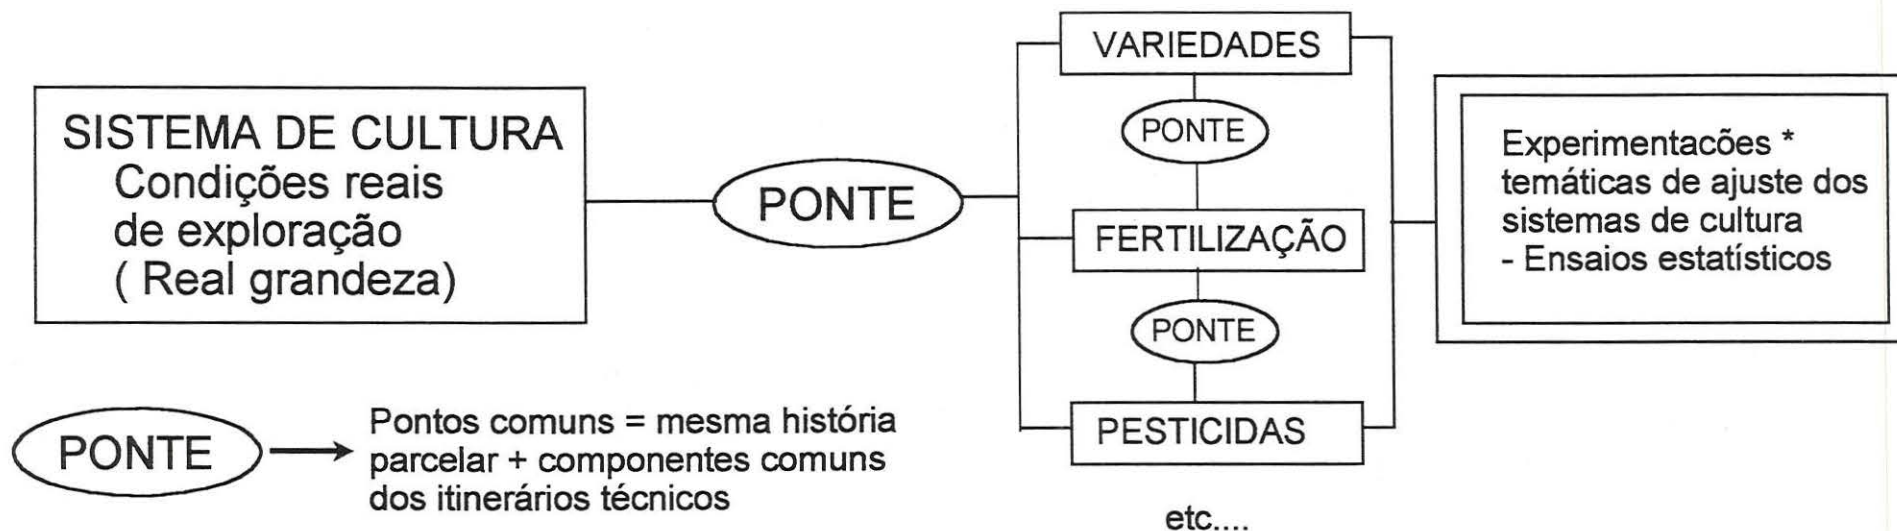 SISTEMA DE CULTURA
Condições reais
de exploração
( Real grandeza)
PONTE
VARIEDADES
PONTE
FERTILIZAÇÃO
PONTE
PESTICIDAS
etc....
Experimentacões *
temáticas de ajuste dos
sistemas de cultura
- Ensaios estatísticos
PONTE
Pontos comuns = mesma história
parcelar + componentes comuns
dos itinerários técnicos